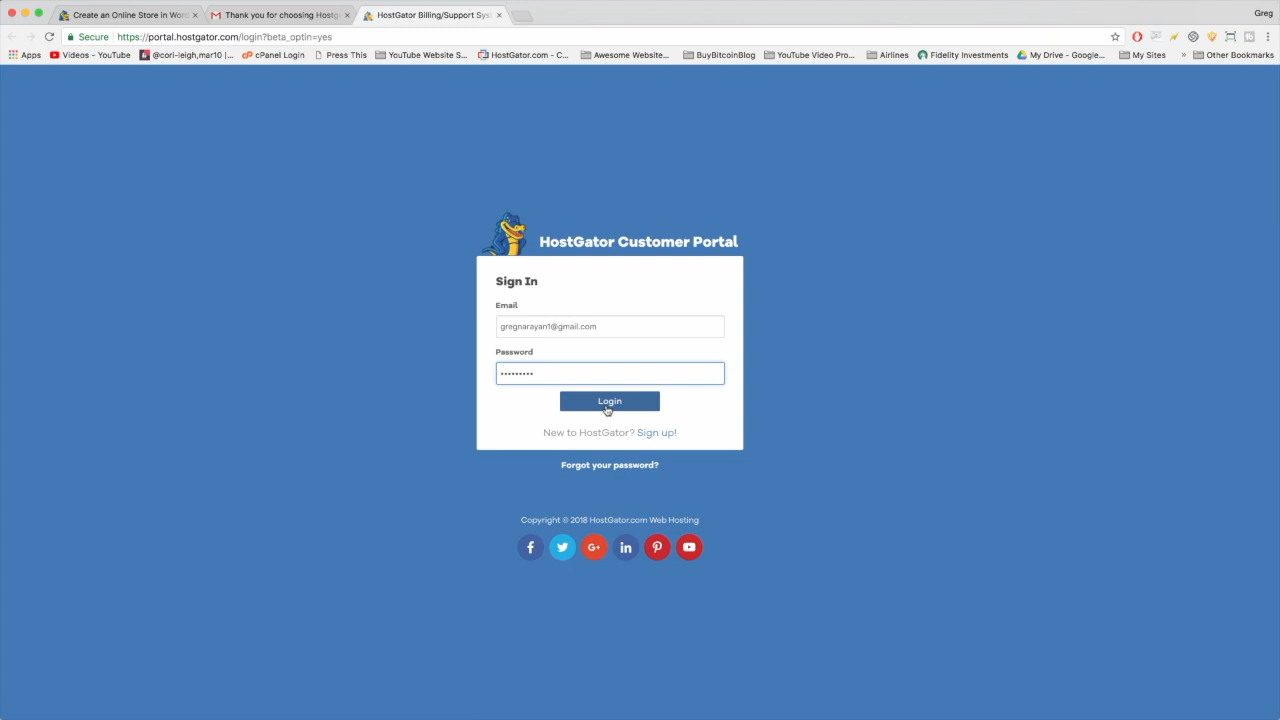 Create an Online Store in Wor
Thank you for choosing Hostg
HostGator Billing/Support Sys
Greg
Secure
https://portal.hostgator.com/login?beta_optin=yes
Apps
Videos - YouTube
@cori-leigh,mar10 |...
cPanel Login
Press This
YouTube Website S...
HostGator.com - C...
Awesome Website...
BuyBitcoinBlog
YouTube Video Pro...
Airlines
Fidelity Investments
My Drive - Google...
My Sites
»
Other Bookmarks
HostGator Customer Portal
Sign In
Email
gregnarayan1@gmail.com
Password
•••••••••
Login
New to HostGator? Sign up!
Forgot your password?
Copyright © 2018 HostGator.com Web Hosting